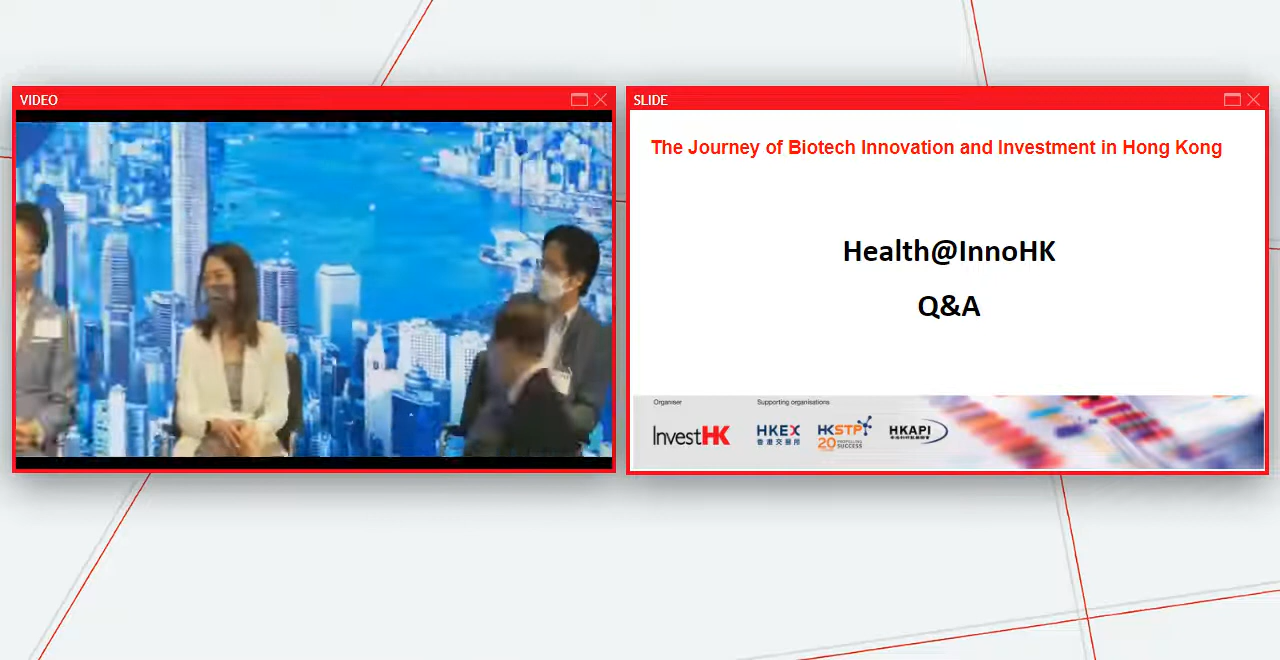 VIDEO
SLIDE
The Journey of Biotech Innovation and Investment in Hong Kong
Health@InnoHK
Q&A
Organiser
Supporting organisations
InvestHK
HKEX
香港交易所
HKSTP
20
SUCCESS
HKAPI